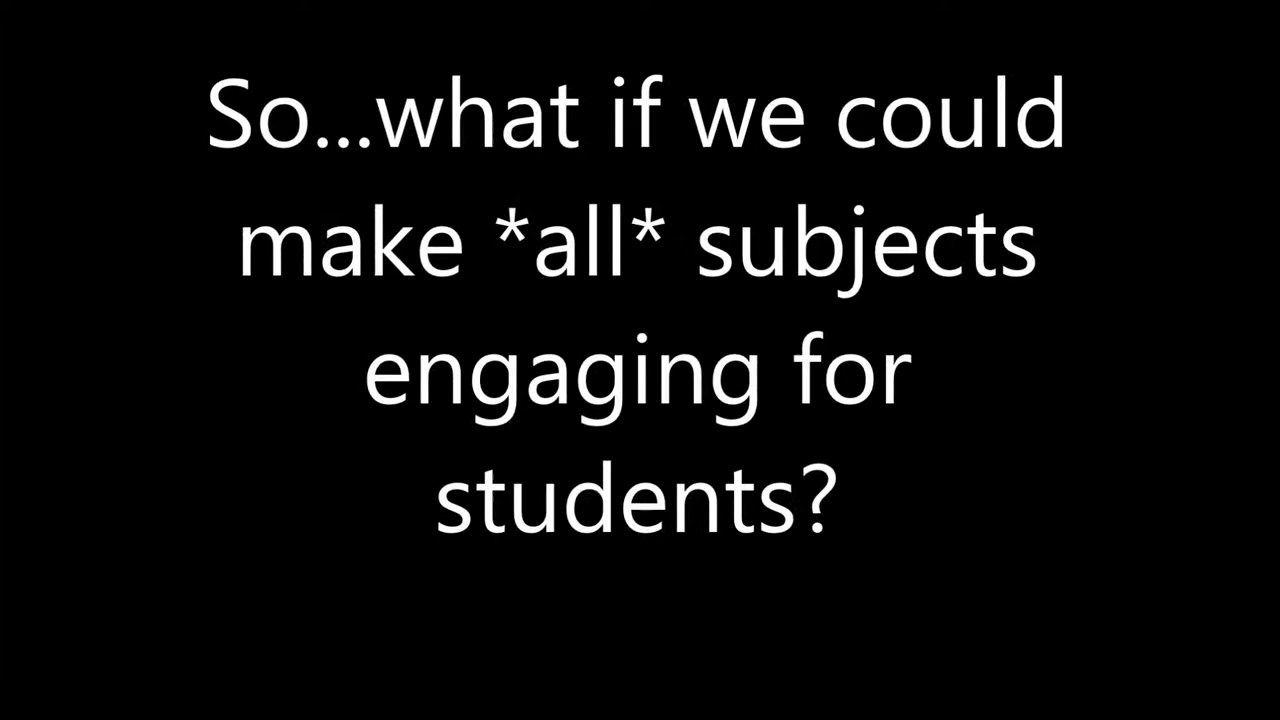 So...what if we could
make *all* subjects
engaging for
students?